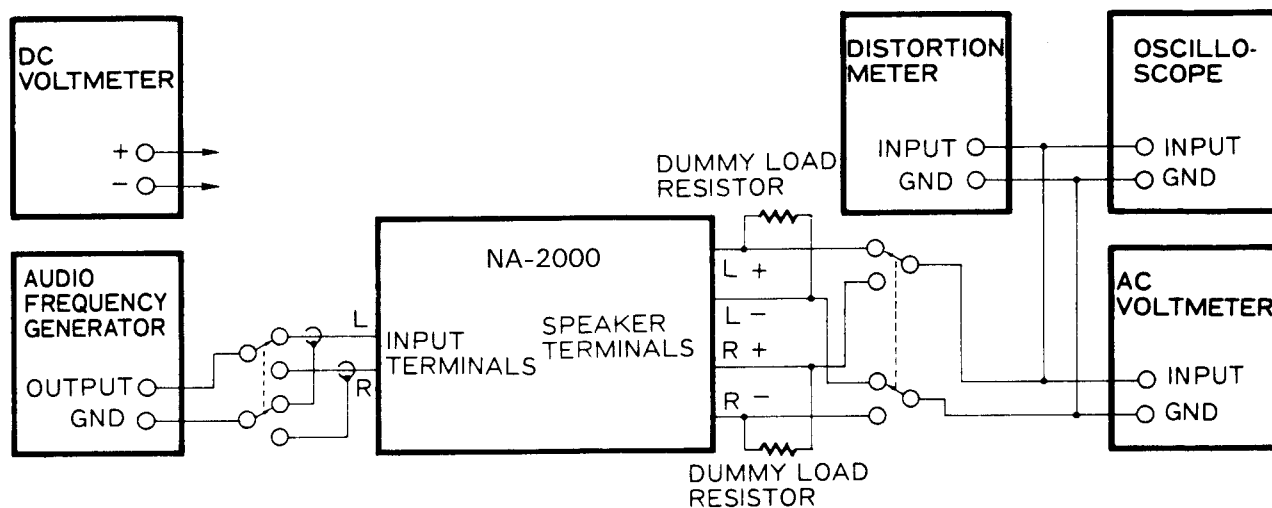 DC
VOLTMETER
+
-
AUDIO
FREQUENCY
GENERATOR
OUTPUT
GND
L
R
NA-2000
INPUT
TERMINALS
SPEAKER
TERMINALS
L +
L -
R +
R -
DUMMY LOAD
RESISTOR
DUMMY LOAD
RESISTOR
DISTORTION
METER
INPUT
GND
OSCILLO-
SCOPE
INPUT
GND
AC
VOLTMETER
INPUT
GND